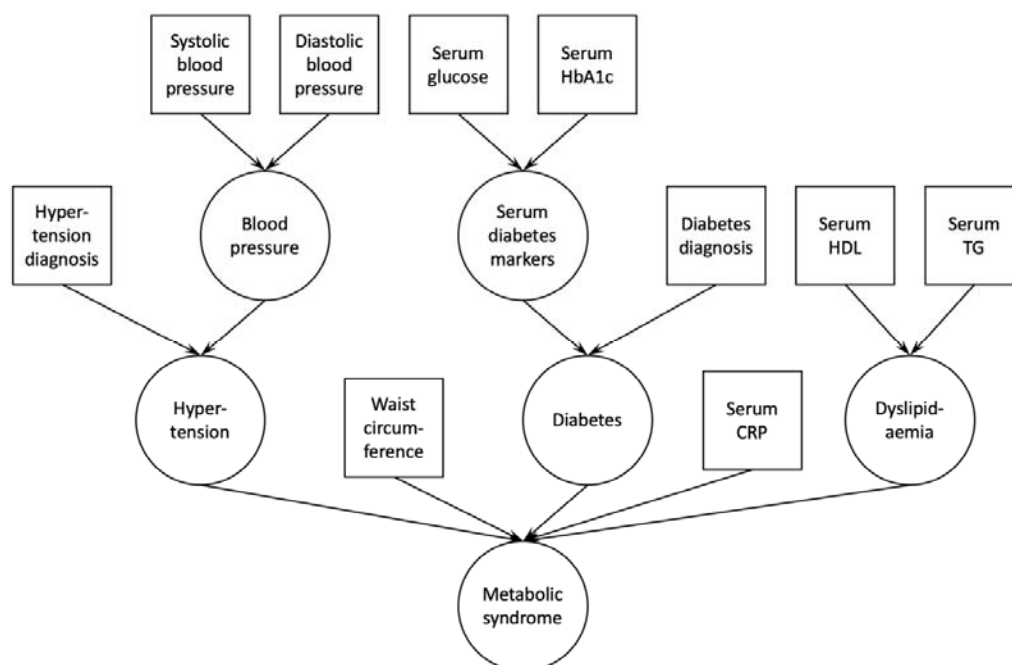 Systolic
blood
pressure
Diastolic
blood
pressure
Serum
glucose
Serum
HbA1c
Hyper-
tension
diagnosis
Blood
pressure
Serum
diabetes
markers
Diabetes
diagnosis
Serum
HDL
Serum
TG
Hyper-
tension
Waist
circum-
ference
Diabetes
Serum
CRP
Dyslipid-
aemia
Metabolic
syndrome